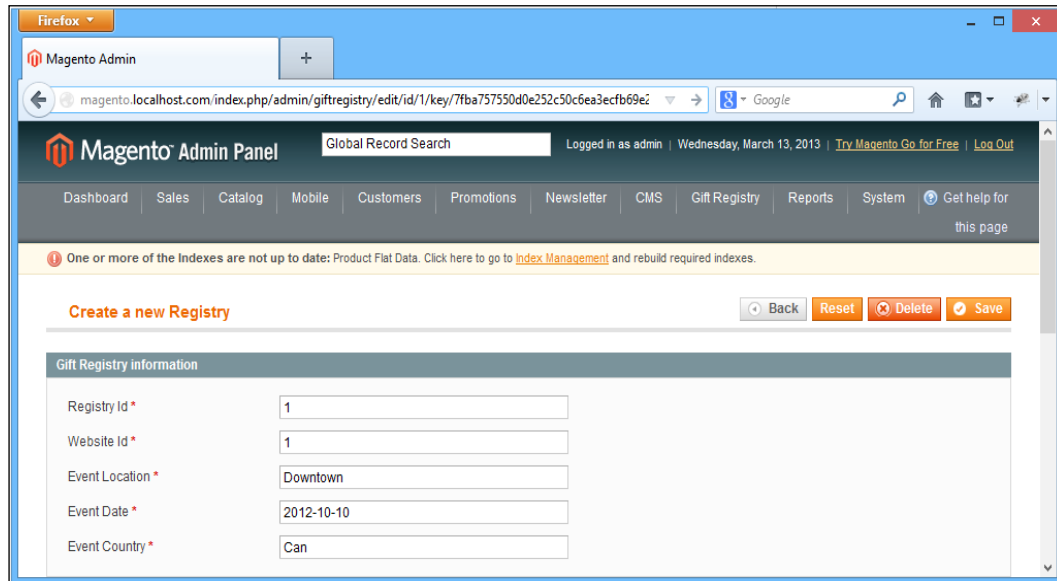 Firefox
Magento Admin
+
magento.localhost.com/index.php/admin/giftregistry/edit/id/1/key/7fba757550d0e252c50c6ea3ecfb69e2
Google
Magento Admin Panel
Global Record Search
Logged in as admin | Wednesday, March 13, 2013 | Try Magento Go for Free | Log Out
Dashboard Sales Catalog Mobile Customers Promotions Newsletter CMS Gift Registry Reports System Get help for
this page
One or more of the Indexes are not up to date: Product Flat Data. Click here to go to Index Management and rebuild required indexes.
Create a new Registry
Back Reset Delete Save
Gift Registry information
Registry Id * 1
Website Id * 1
Event Location * Downtown
Event Date * 2012-10-10
Event Country * Can